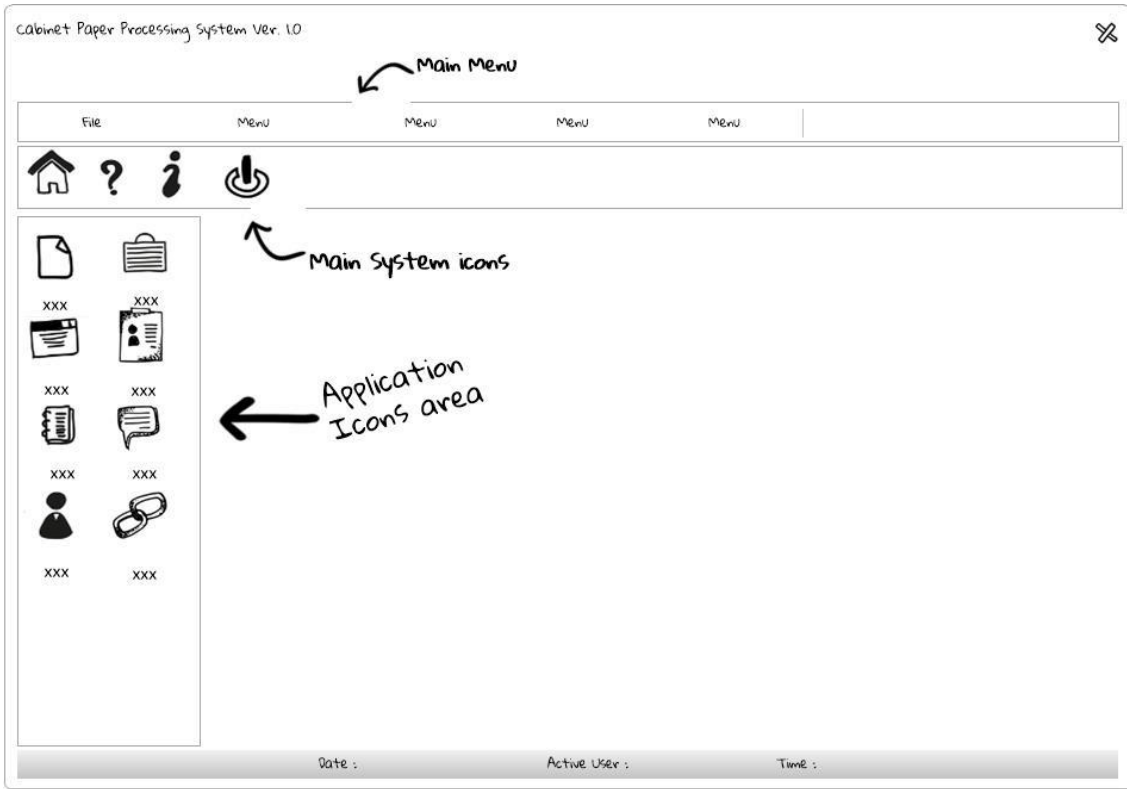 Cabinet Paper Processing System Ver. 1.0
Main Menu
File Menu Menu Menu Menu
Main System icons
xxx xxx
xxx xxx
Application
Icons area
xxx xxx
xxx xxx
Date : Active User : Time :